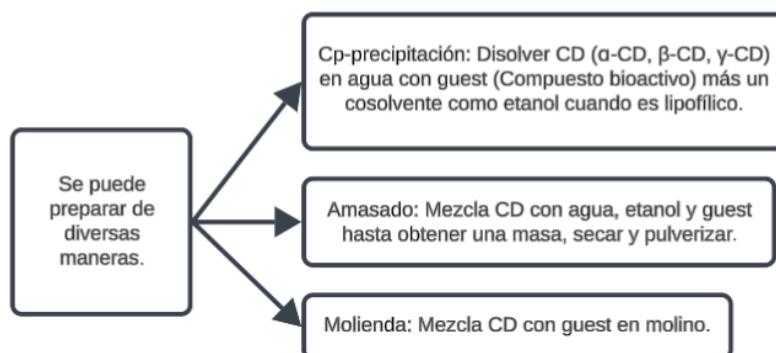 Cp-precipitación: Disolver CD (α-CD, β-CD, γ-CD)
en agua con guest (Compuesto bioactivo) más un
cosolvente como etanol cuando es lipofílico.
Se puede
preparar de
diversas
maneras.
Amasado: Mezcla CD con agua, etanol y guest
hasta obtener una masa, secar y pulverizar.
Molienda: Mezcla CD con guest en molino.